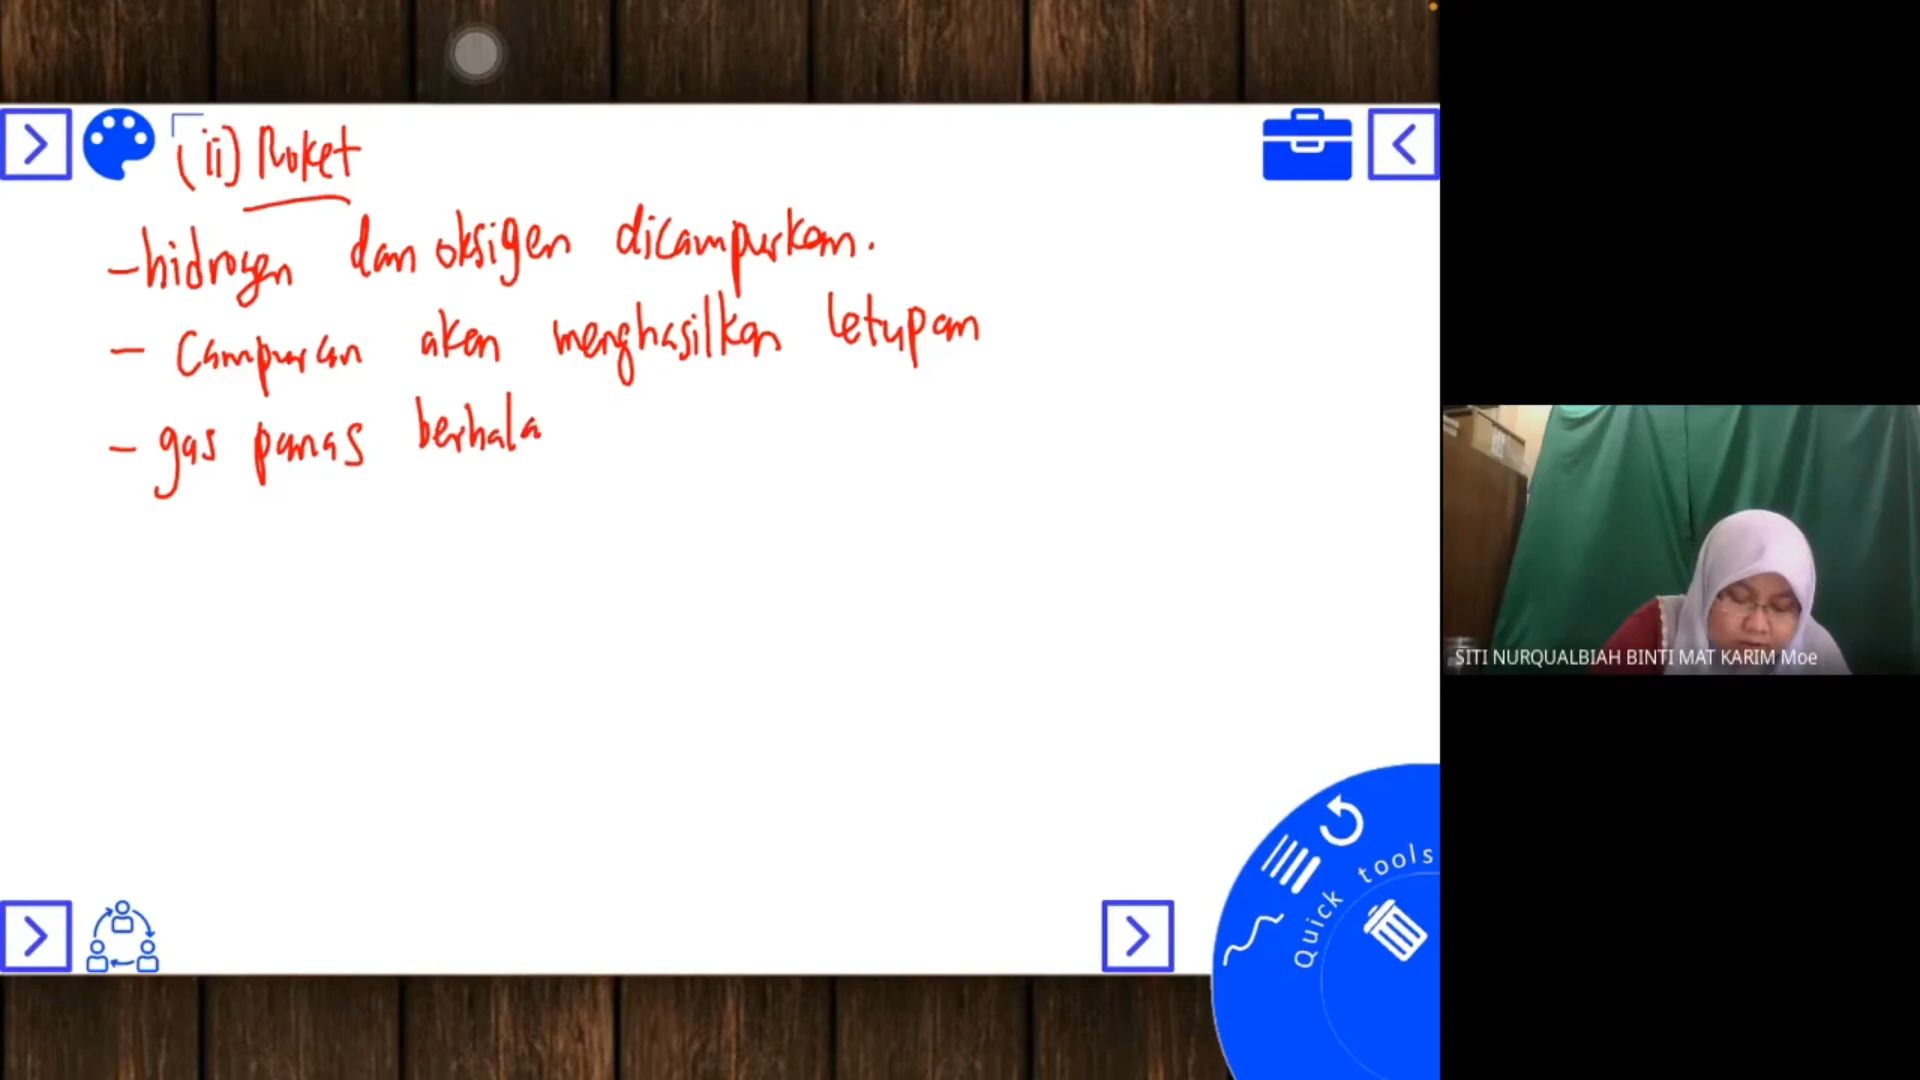 (ii) Roket
- hidrogen dan oksigen dicampurkan.
- Campuran akan menghasilkan letupan
- gas panas berhala
SITI NURQUALBIAH BINTI MAT KARIM Moe
Quick tools